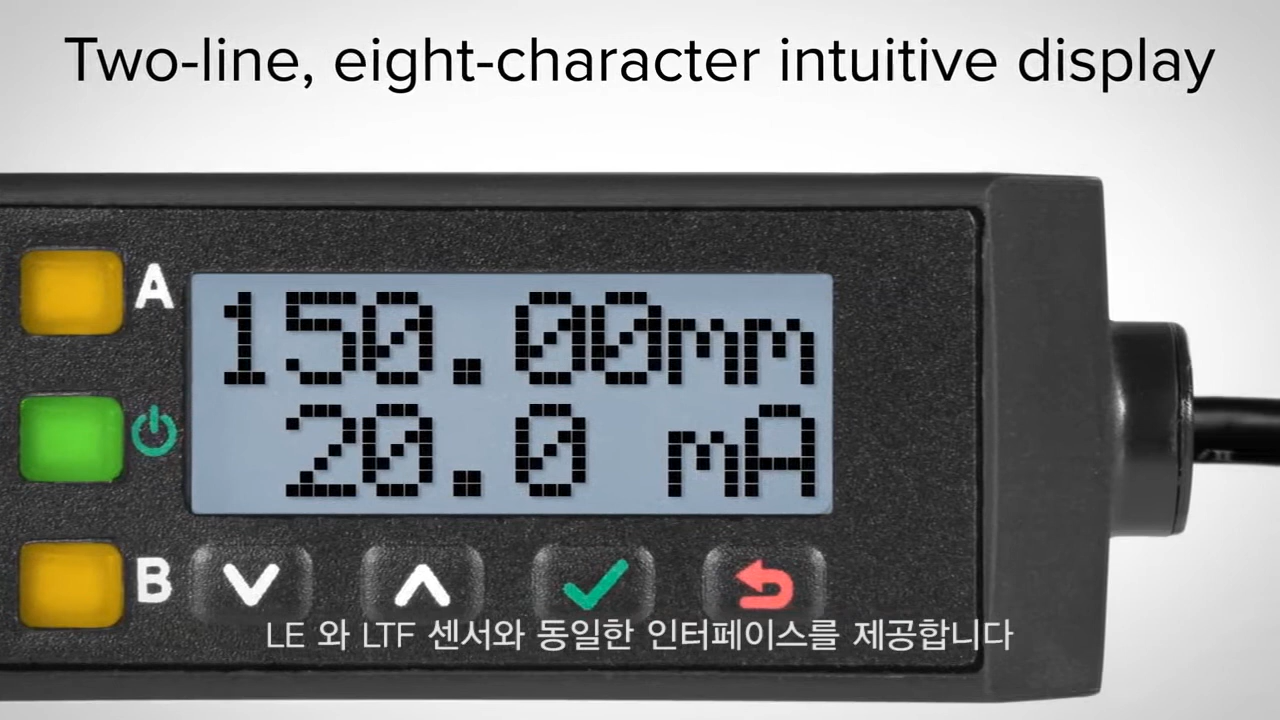 Two-line, eight-character intuitive display
A
150.00mm
20.0 mA
B
LE 와 LTF 센서와 동일한 인터페이스를 제공합니다